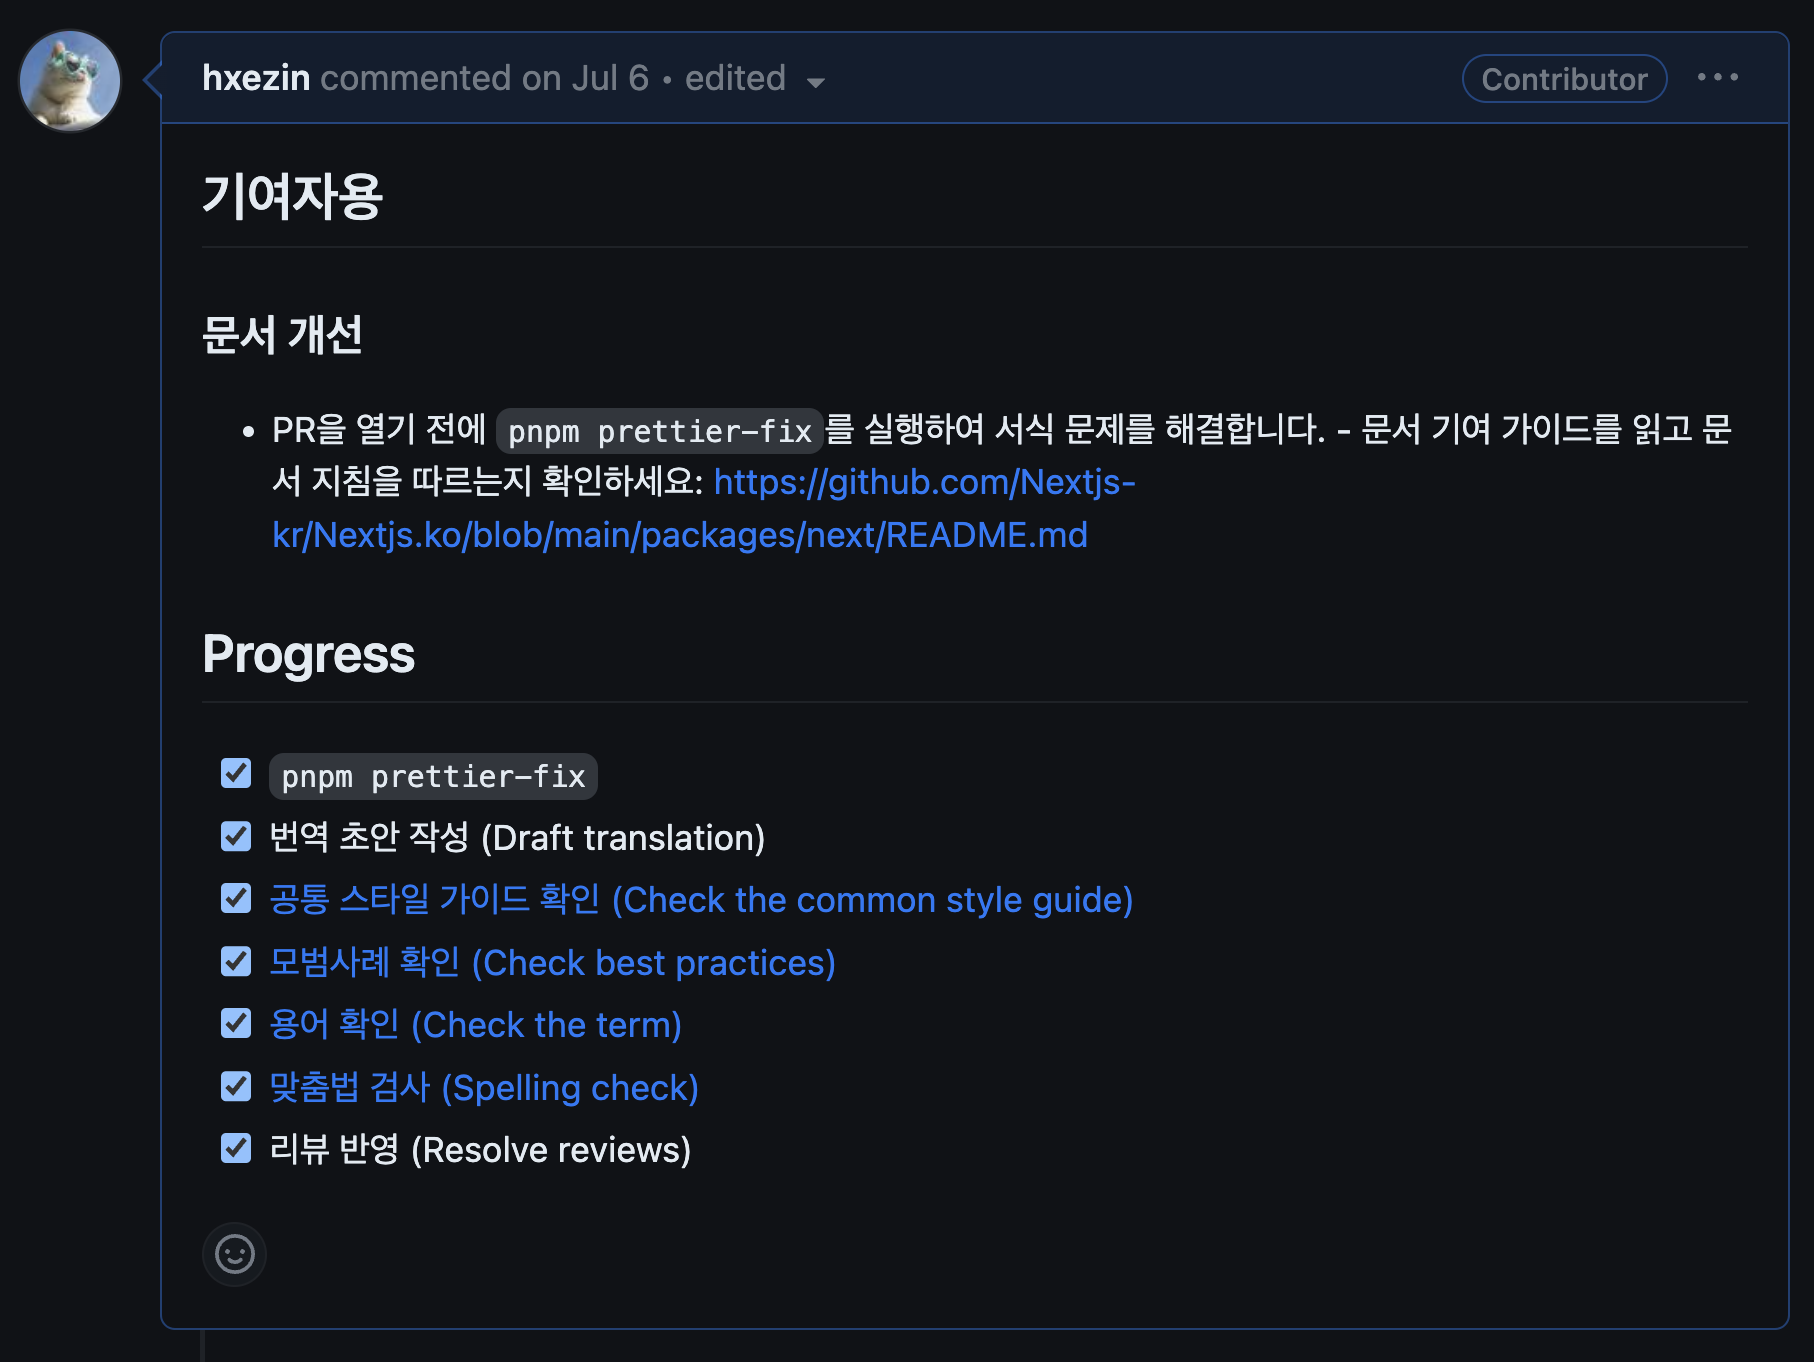 hxezin commented on Jul 6 • edited
Contributor
기여자용
문서 개선
PR을 열기 전에 pnpm prettier-fix를 실행하여 서식 문제를 해결합니다. - 문서 기여 가이드를 읽고 문
서 지침을 따르는지 확인하세요: https://github.com/Nextjs-
kr/Nextjs.ko/blob/main/packages/next/README.md
Progress
pnpm prettier-fix
번역 초안 작성 (Draft translation)
공통 스타일 가이드 확인 (Check the common style guide)
모범사례 확인 (Check best practices)
용어 확인 (Check the term)
맞춤법 검사 (Spelling check)
리뷰 반영 (Resolve reviews)